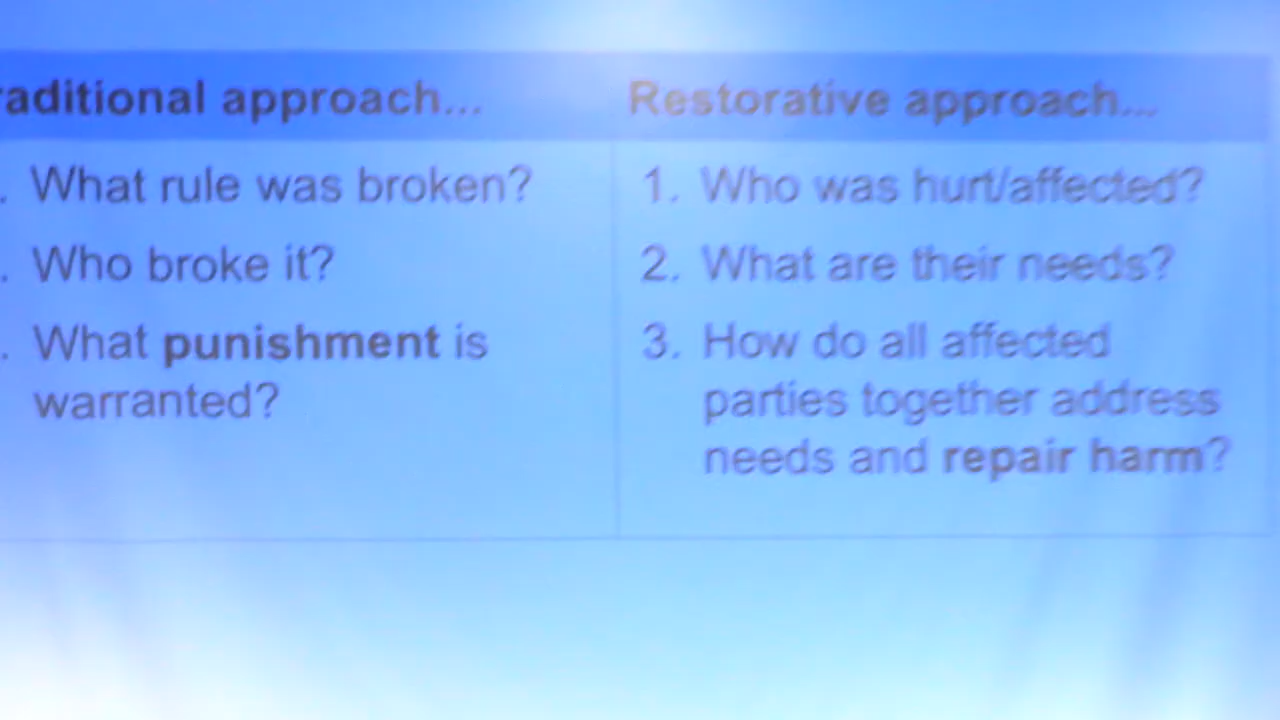 raditional approach...
Restorative approach...
. What rule was broken?
. Who broke it?
. What punishment is
warranted?
1. Who was hurt/affected?
2. What are their needs?
3. How do all affected
parties together address
needs and repair harm?